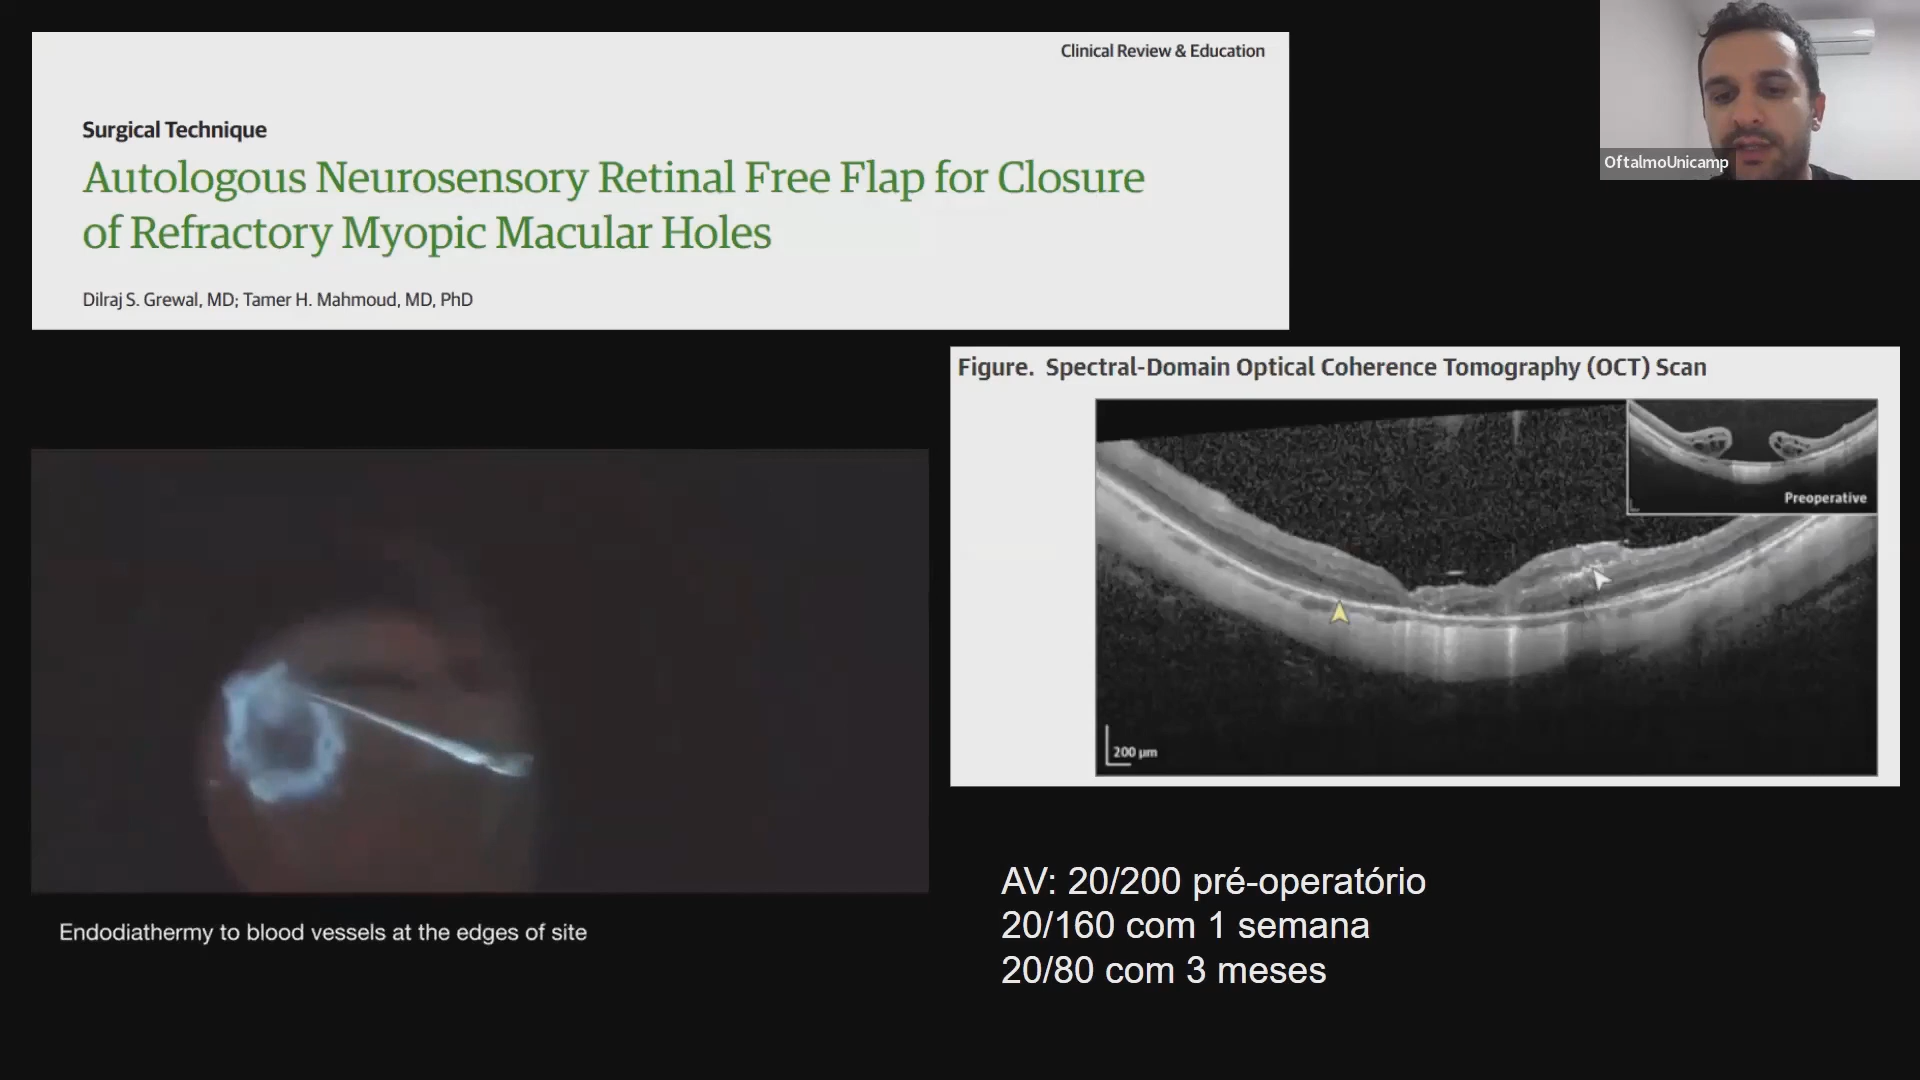 Clinical Review & Education
Surgical Technique
Autologous Neurosensory Retinal Free Flap for Closure
of Refractory Myopic Macular Holes
Dilraj S. Grewal, MD; Tamer H. Mahmoud, MD, PhD
OftalmoUnicamp
Figure. Spectral-Domain Optical Coherence Tomography (OCT) Scan
Preoperative
200 µm
Endodiathermy to blood vessels at the edges of site
AV: 20/200 pré-operatório
20/160 com 1 semana
20/80 com 3 meses